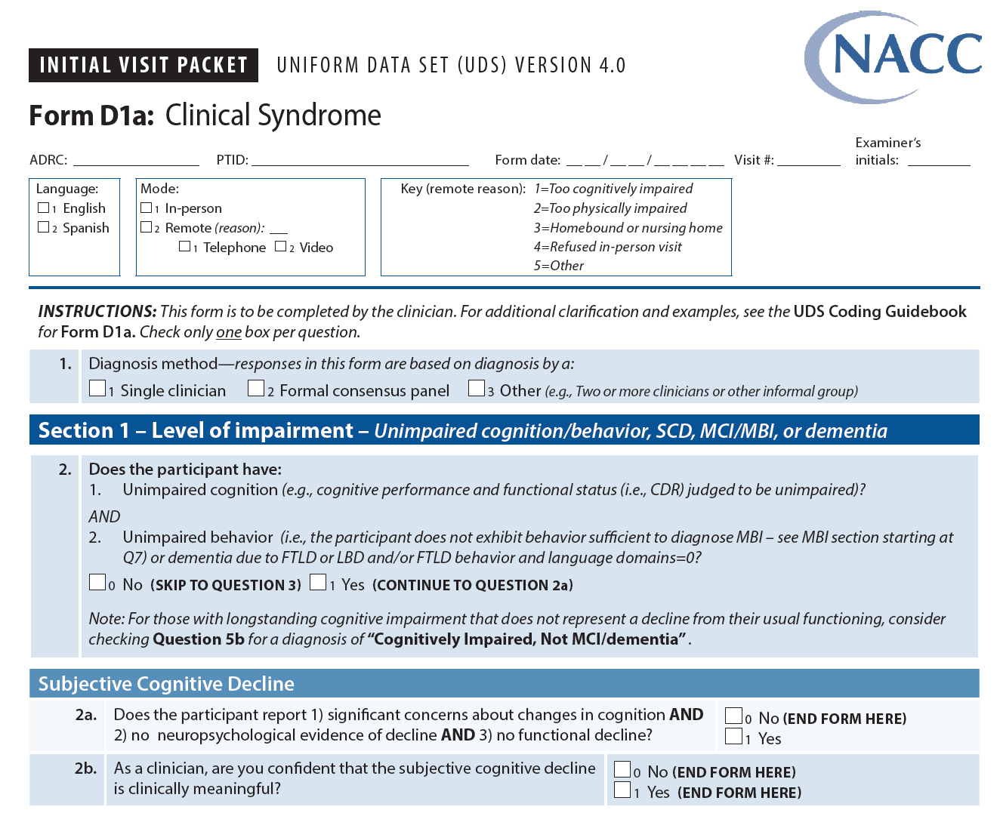 NACC
INITIAL VISIT PACKET UNIFORM DATA SET (UDS) VERSION 4.0
Form D1a: Clinical Syndrome
ADRC: PTID: Form date: __ __ / __ __ / __ __ __ __ Visit #: Examiner's initials:
Language:
1 English
2 Spanish
Mode:
1 In-person
2 Remote (reason): __
1 Telephone 2 Video
Key (remote reason): 1=Too cognitively impaired
2=Too physically impaired
3=Homebound or nursing home
4=Refused in-person visit
5=Other
INSTRUCTIONS: This form is to be completed by the clinician. For additional clarification and examples, see the UDS Coding Guidebook
for Form D1a. Check only one box per question.
1. Diagnosis method—responses in this form are based on diagnosis by a:
1 Single clinician 2 Formal consensus panel 3 Other (e.g., Two or more clinicians or other informal group)
Section 1 – Level of impairment – Unimpaired cognition/behavior, SCD, MCI/MBI, or dementia
2. Does the participant have:
1. Unimpaired cognition (e.g., cognitive performance and functional status (i.e., CDR) judged to be unimpaired)?
AND
2. Unimpaired behavior (i.e., the participant does not exhibit behavior sufficient to diagnose MBI – see MBI section starting at
Q7) or dementia due to FTLD or LBD and/or FTLD behavior and language domains=0?
0 No (SKIP TO QUESTION 3) 1 Yes (CONTINUE TO QUESTION 2a)
Note: For those with longstanding cognitive impairment that does not represent a decline from their usual functioning, consider
checking Question 5b for a diagnosis of “Cognitively Impaired, Not MCI/dementia” .
Subjective Cognitive Decline
2a. Does the participant report 1) significant concerns about changes in cognition AND
2) no neuropsychological evidence of decline AND 3) no functional decline?
0 No (END FORM HERE)
1 Yes
2b. As a clinician, are you confident that the subjective cognitive decline
is clinically meaningful?
0 No (END FORM HERE)
1 Yes (END FORM HERE)